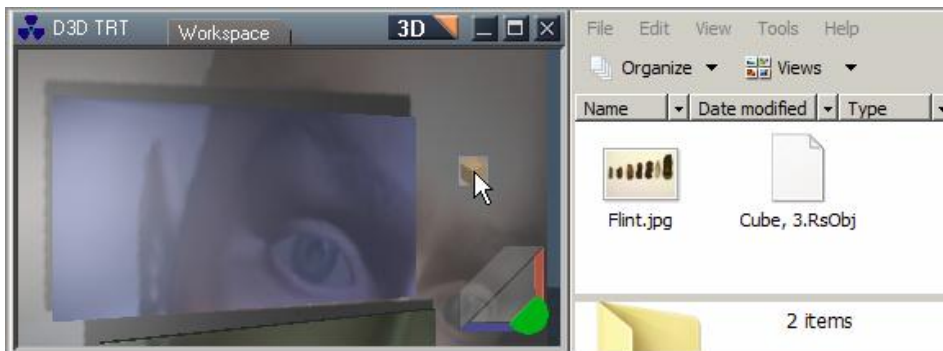 D3D TRT
Workspace
3D
File Edit View Tools Help
Organize Views
Name Date modified Type
Flint.jpg
Cube, 3.RsObj
2 items